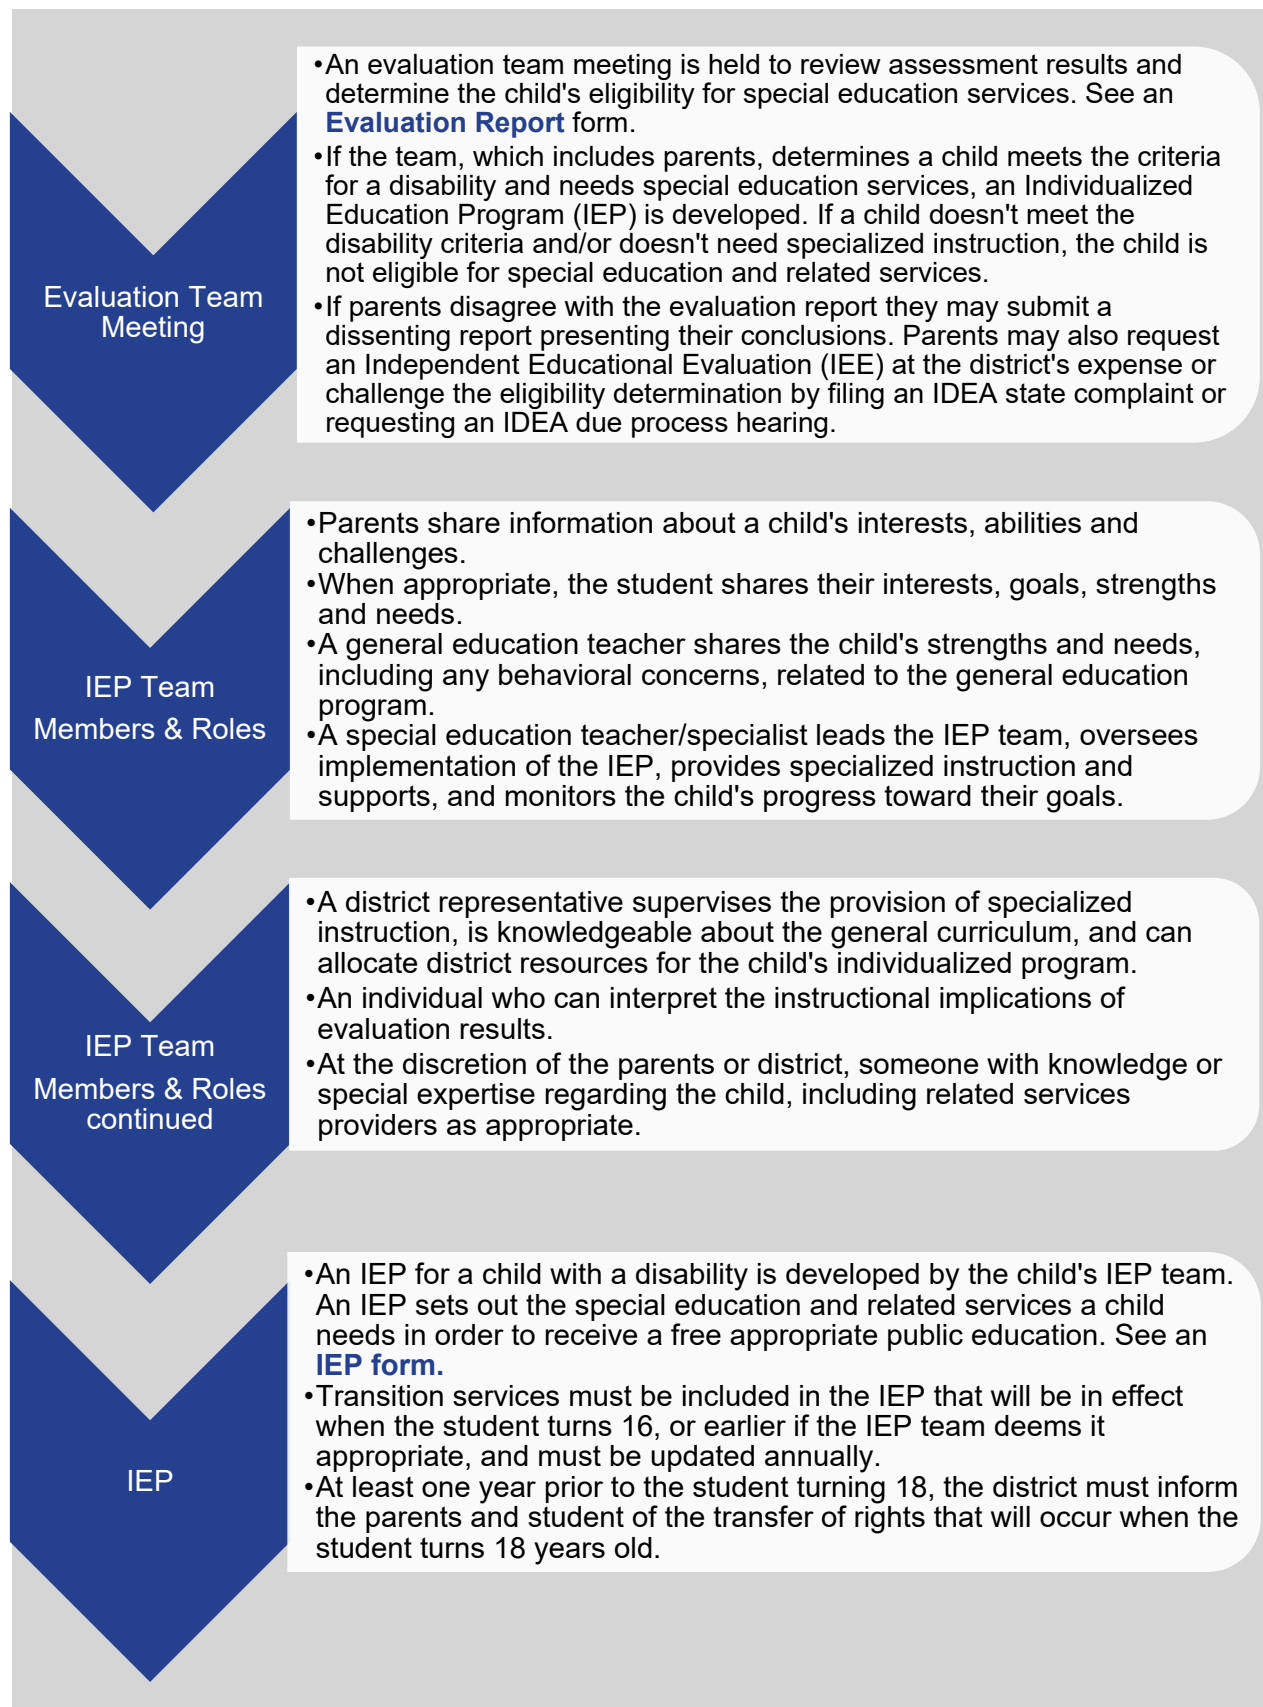 •An evaluation team meeting is held to review assessment results and
determine the child's eligibility for special education services. See an
Evaluation Report form.
•If the team, which includes parents, determines a child meets the criteria
for a disability and needs special education services, an Individualized
Education Program (IEP) is developed. If a child doesn't meet the
disability criteria and/or doesn't need specialized instruction, the child is
not eligible for special education and related services.
•If parents disagree with the evaluation report they may submit a
dissenting report presenting their conclusions. Parents may also request
an Independent Educational Evaluation (IEE) at the district's expense or
challenge the eligibility determination by filing an IDEA state complaint or
requesting an IDEA due process hearing.
Evaluation Team
Meeting
•Parents share information about a child's interests, abilities and
challenges.
•When appropriate, the student shares their interests, goals, strengths
and needs.
•A general education teacher shares the child's strengths and needs,
including any behavioral concerns, related to the general education
program.
•A special education teacher/specialist leads the IEP team, oversees
implementation of the IEP, provides specialized instruction and
supports, and monitors the child's progress toward their goals.
IEP Team
Members & Roles
•A district representative supervises the provision of specialized
instruction, is knowledgeable about the general curriculum, and can
allocate district resources for the child's individualized program.
•An individual who can interpret the instructional implications of
evaluation results.
•At the discretion of the parents or district, someone with knowledge or
special expertise regarding the child, including related services
providers as appropriate.
IEP Team
Members & Roles
continued
•An IEP for a child with a disability is developed by the child's IEP team.
An IEP sets out the special education and related services a child
needs in order to receive a free appropriate public education. See an
IEP form.
•Transition services must be included in the IEP that will be in effect
when the student turns 16, or earlier if the IEP team deems it
appropriate, and must be updated annually.
•At least one year prior to the student turning 18, the district must inform
the parents and student of the transfer of rights that will occur when the
student turns 18 years old.
IEP